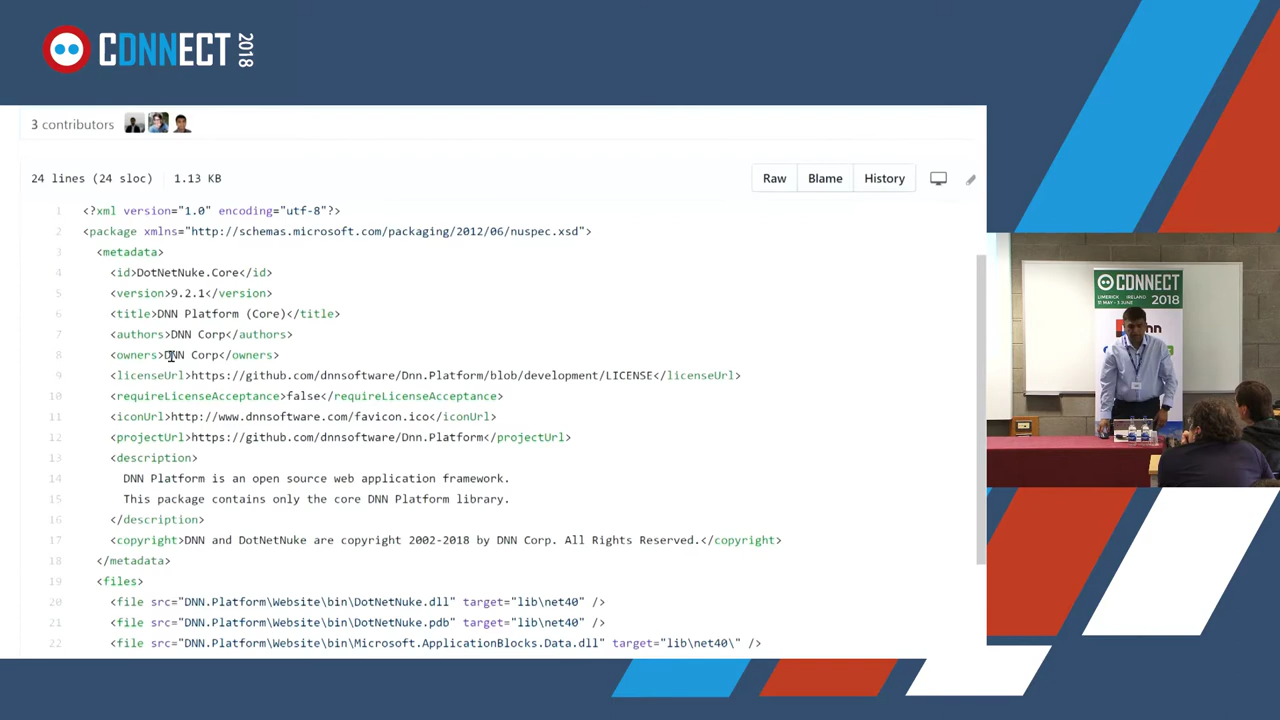 CDNNECT 2018
3 contributors
24 lines (24 sloc) 1.13 KB
Raw Blame History
1 <?xml version="1.0" encoding="utf-8"?>
2 <package xmlns="http://schemas.microsoft.com/packaging/2012/06/nuspec.xsd">
3 <metadata>
4 <id>DotNetNuke.Core</id>
5 <version>9.2.1</version>
6 <title>DNN Platform (Core)</title>
7 <authors>DNN Corp</authors>
8 <owners>DNN Corp</owners>
9 <licenseUrl>https://github.com/dnnsoftware/Dnn.Platform/blob/development/LICENSE</licenseUrl>
10 <requireLicenseAcceptance>false</requireLicenseAcceptance>
11 <iconUrl>http://www.dnnsoftware.com/favicon.ico</iconUrl>
12 <projectUrl>https://github.com/dnnsoftware/Dnn.Platform</projectUrl>
13 <description>
14 DNN Platform is an open source web application framework.
15 This package contains only the core DNN Platform library.
16 </description>
17 <copyright>DNN and DotNetNuke are copyright 2002-2018 by DNN Corp. All Rights Reserved.</copyright>
18 </metadata>
19 <files>
20 <file src="DNN.Platform\Website\bin\DotNetNuke.dll" target="lib\net40" />
21 <file src="DNN.Platform\Website\bin\DotNetNuke.pdb" target="lib\net40" />
22 <file src="DNN.Platform\Website\bin\Microsoft.ApplicationBlocks.Data.dll" target="lib\net40\" />
CDNNECT
LIMERICK IRELAND
31 MAY - 3 JUNE 2018